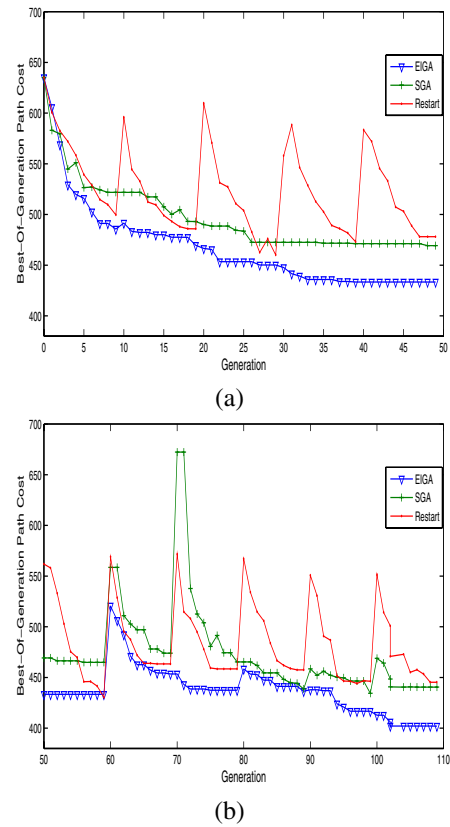 700
650
600
550
500
450
400
Best-Of-Generation Path Cost
EIGA
SGA
Restart
0 5 10 15 20 25 30 35 40 45 50
Generation
(a)
700
650
600
550
500
450
400
Best-Of-Generation Path Cost
EIGA
SGA
Restart
50 60 70 80 90 100 110
Generation
(b)